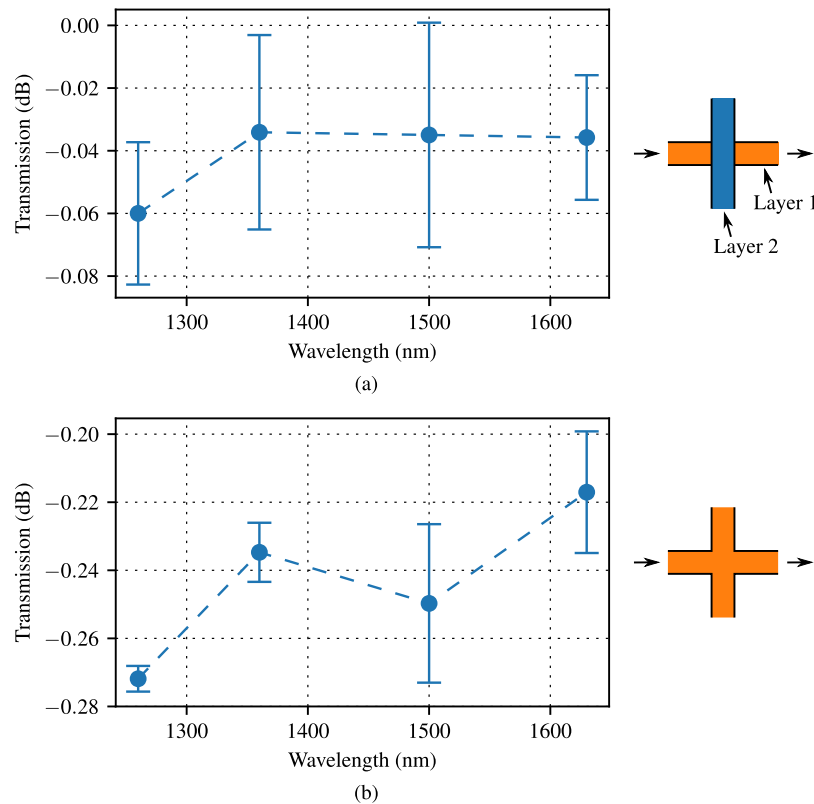 0.00
−0.02
−0.04
−0.06
−0.08
Transmission (dB)
1300 1400 1500 1600
Wavelength (nm)
(a)
Layer 1
Layer 2
−0.20
−0.22
−0.24
−0.26
−0.28
Transmission (dB)
1300 1400 1500 1600
Wavelength (nm)
(b)